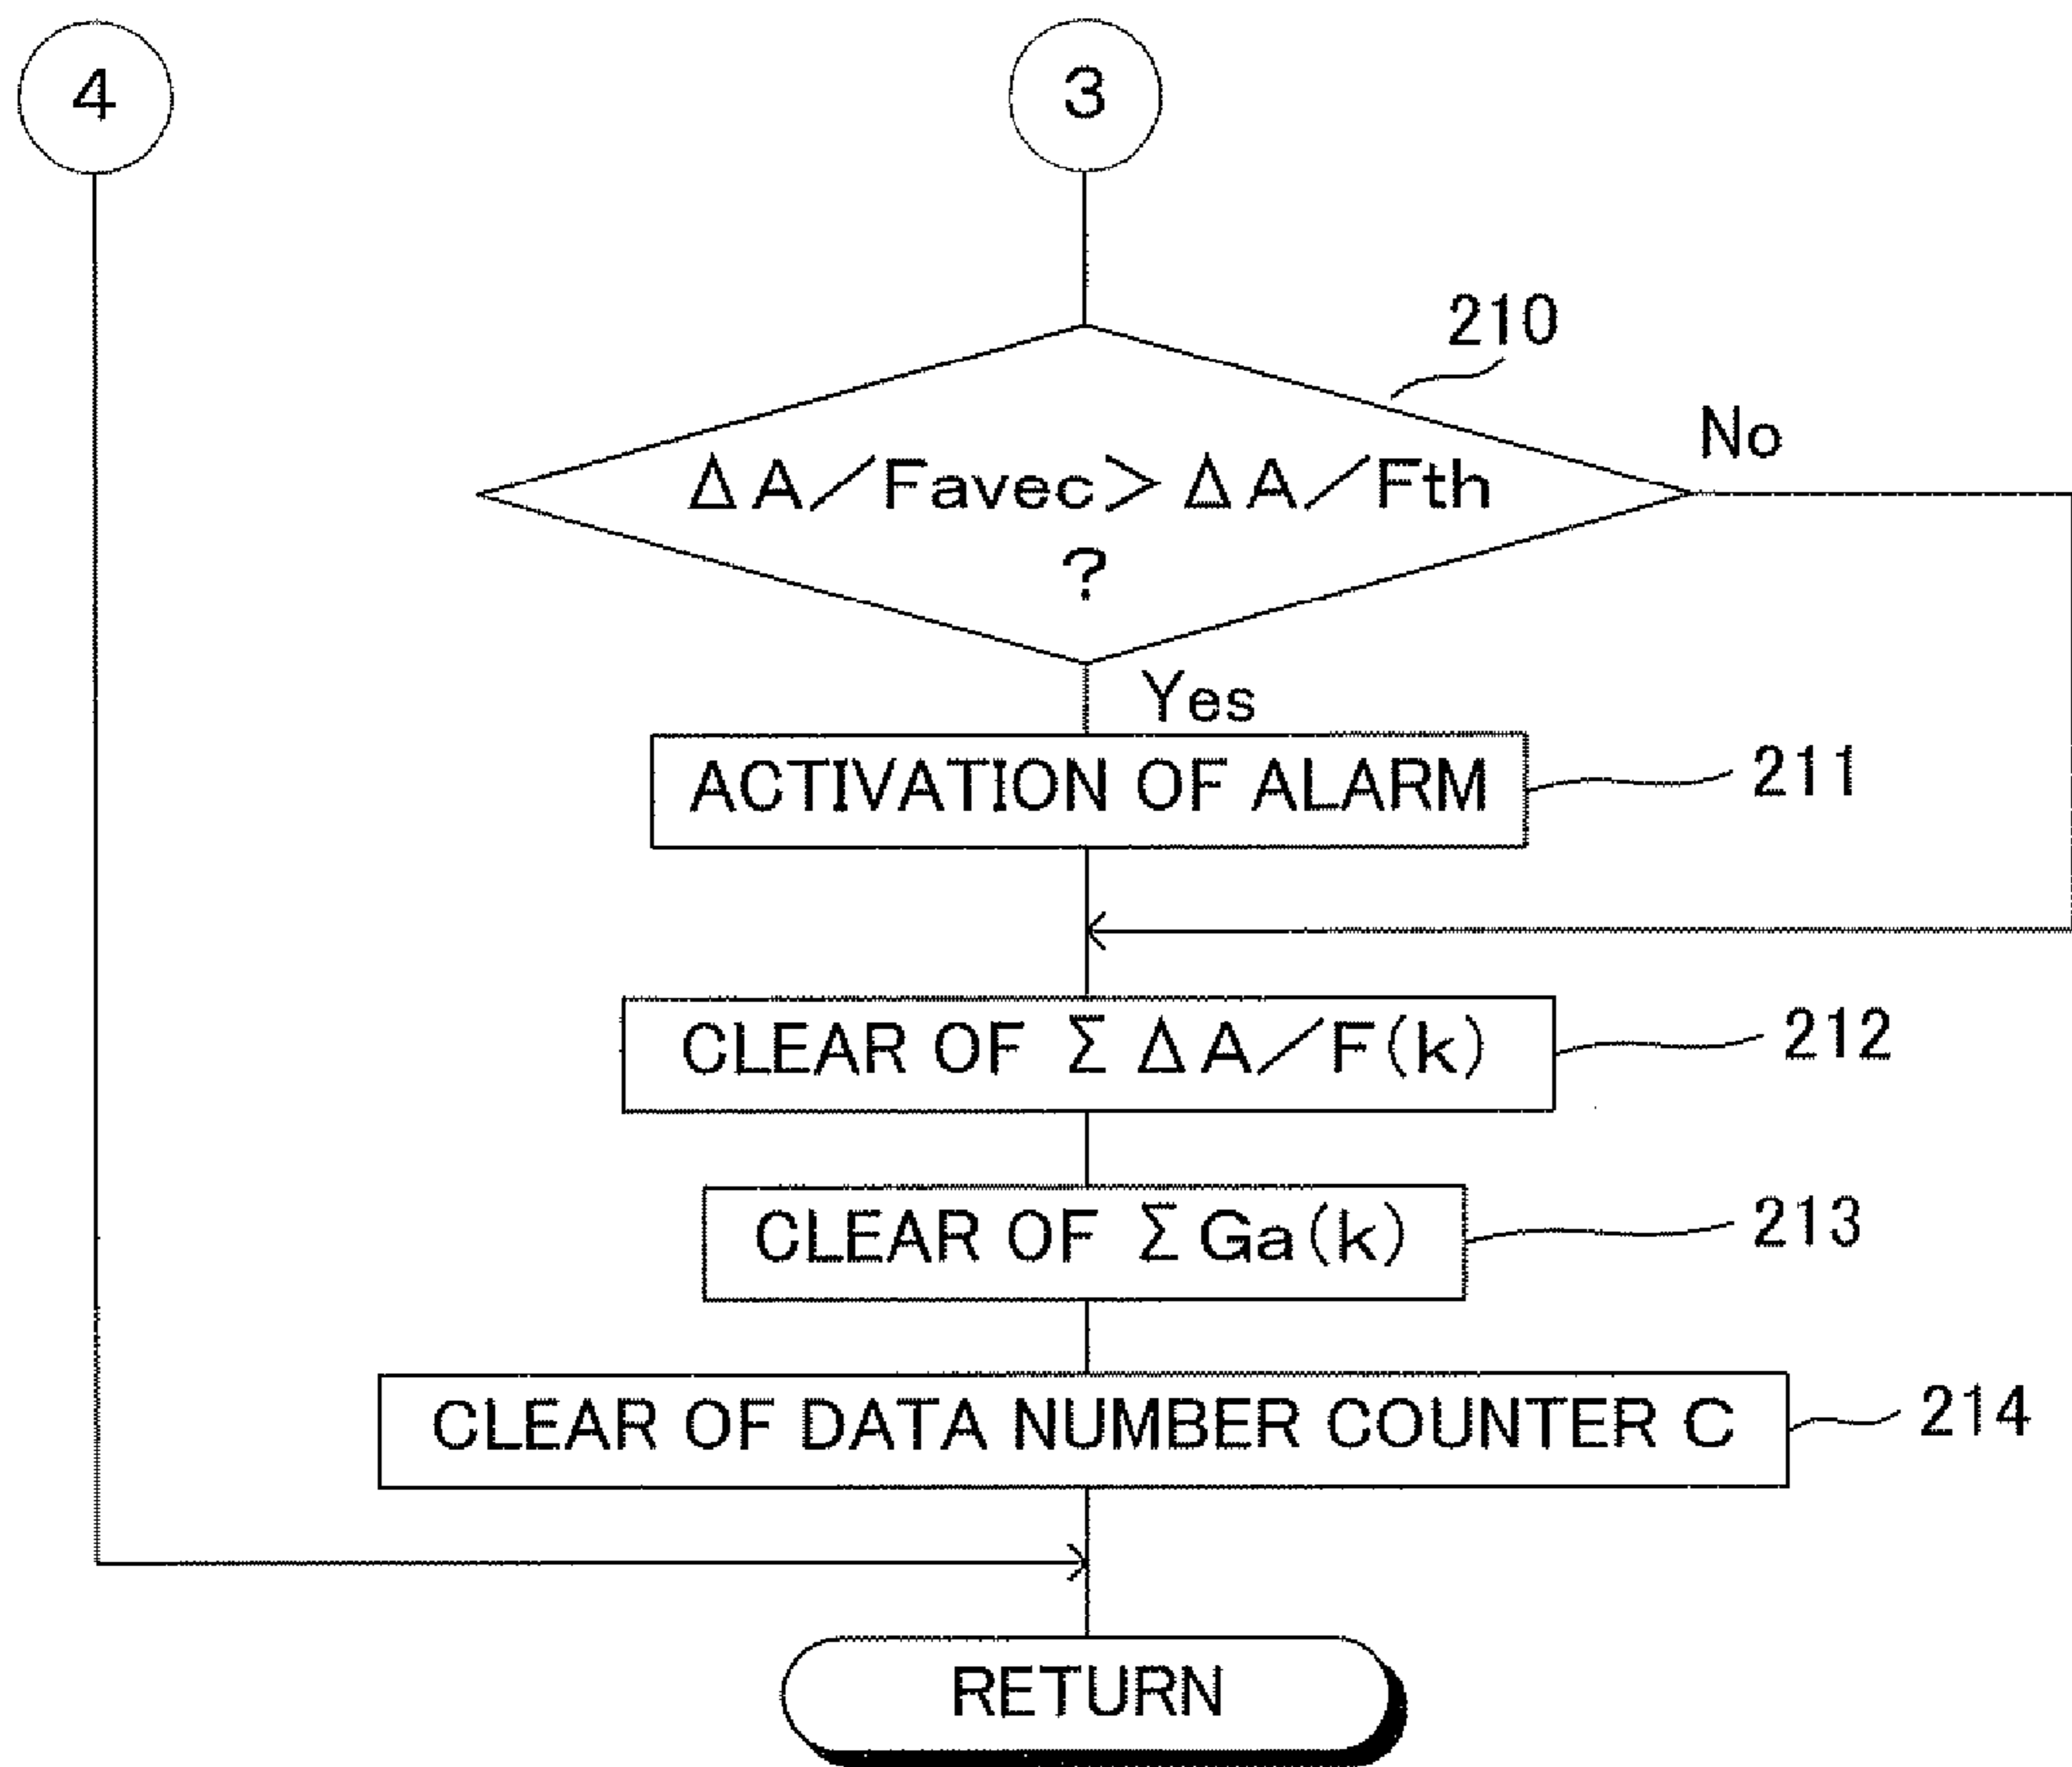 4
3
210
No
ΔA/Favec>ΔA/Fth
?
Yes
ACTIVATION OF ALARM
211
CLEAR OF ΣΔA/F(k)
212
CLEAR OF ΣGa(k)
213
CLEAR OF DATA NUMBER COUNTER C
214
RETURN